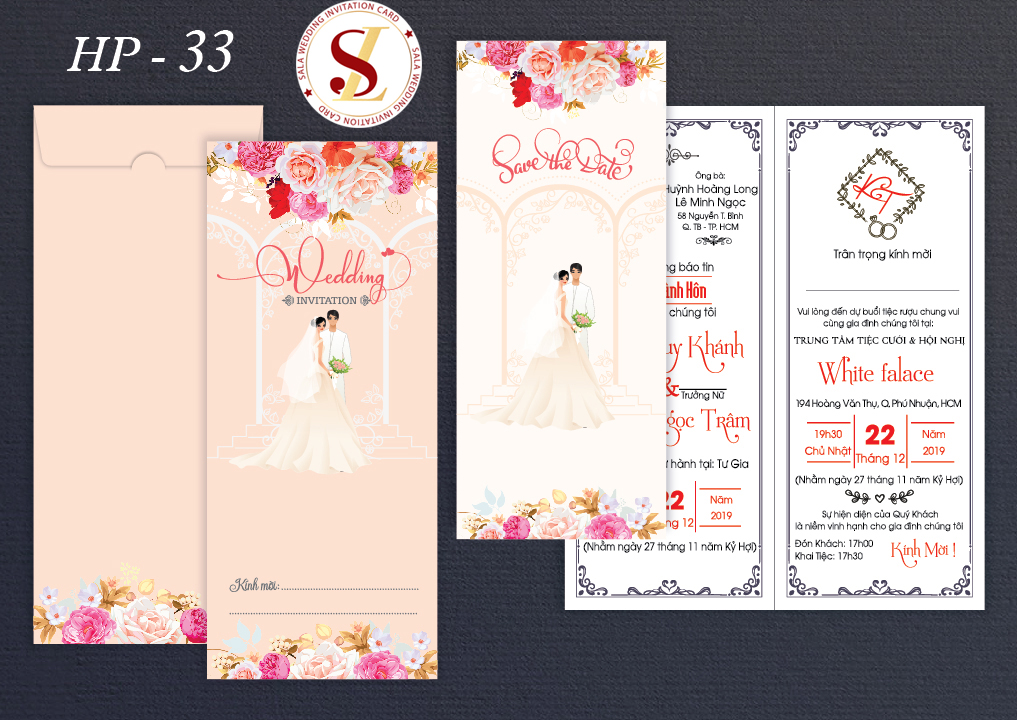 HP - 33
SALA WEDDING INVITATION CARD
SALA WEDDING INVITATION CARD
SL
Wedding
INVITATION
Kính mời:
Save the Date
Ông bà:
Huỳnh Hoàng Long
Lê Minh Ngọc
58 Nguyễn T. Bình
Q. TB - TP. HCM
báo tin
Hôn
chúng tôi
Khánh
&
Trưởng Nữ
Trâm
hành tại: Tư Gia
22
Năm
12
2019
(Nhằm ngày 27 tháng 11 năm Kỷ Hợi)
KT
Trân trọng kính mời
Vui lòng đến dự buổi tiệc rượu chung vui
cùng gia đình chúng tôi tại:
TRUNG TÂM TIỆC CƯỚI & HỘI NGHỊ
White falace
194 Hoàng Văn Thụ, Q, Phú Nhuận, HCM
19h30
22
Năm
Chủ Nhật
Tháng 12
2019
(Nhằm ngày 27 tháng 11 năm Kỷ Hợi)
Sự hiện diện của Quý Khách
là niềm vinh hạnh cho gia đình chúng tôi
Đón Khách: 17h00
Khai Tiệc: 17h30
Kính Mời !